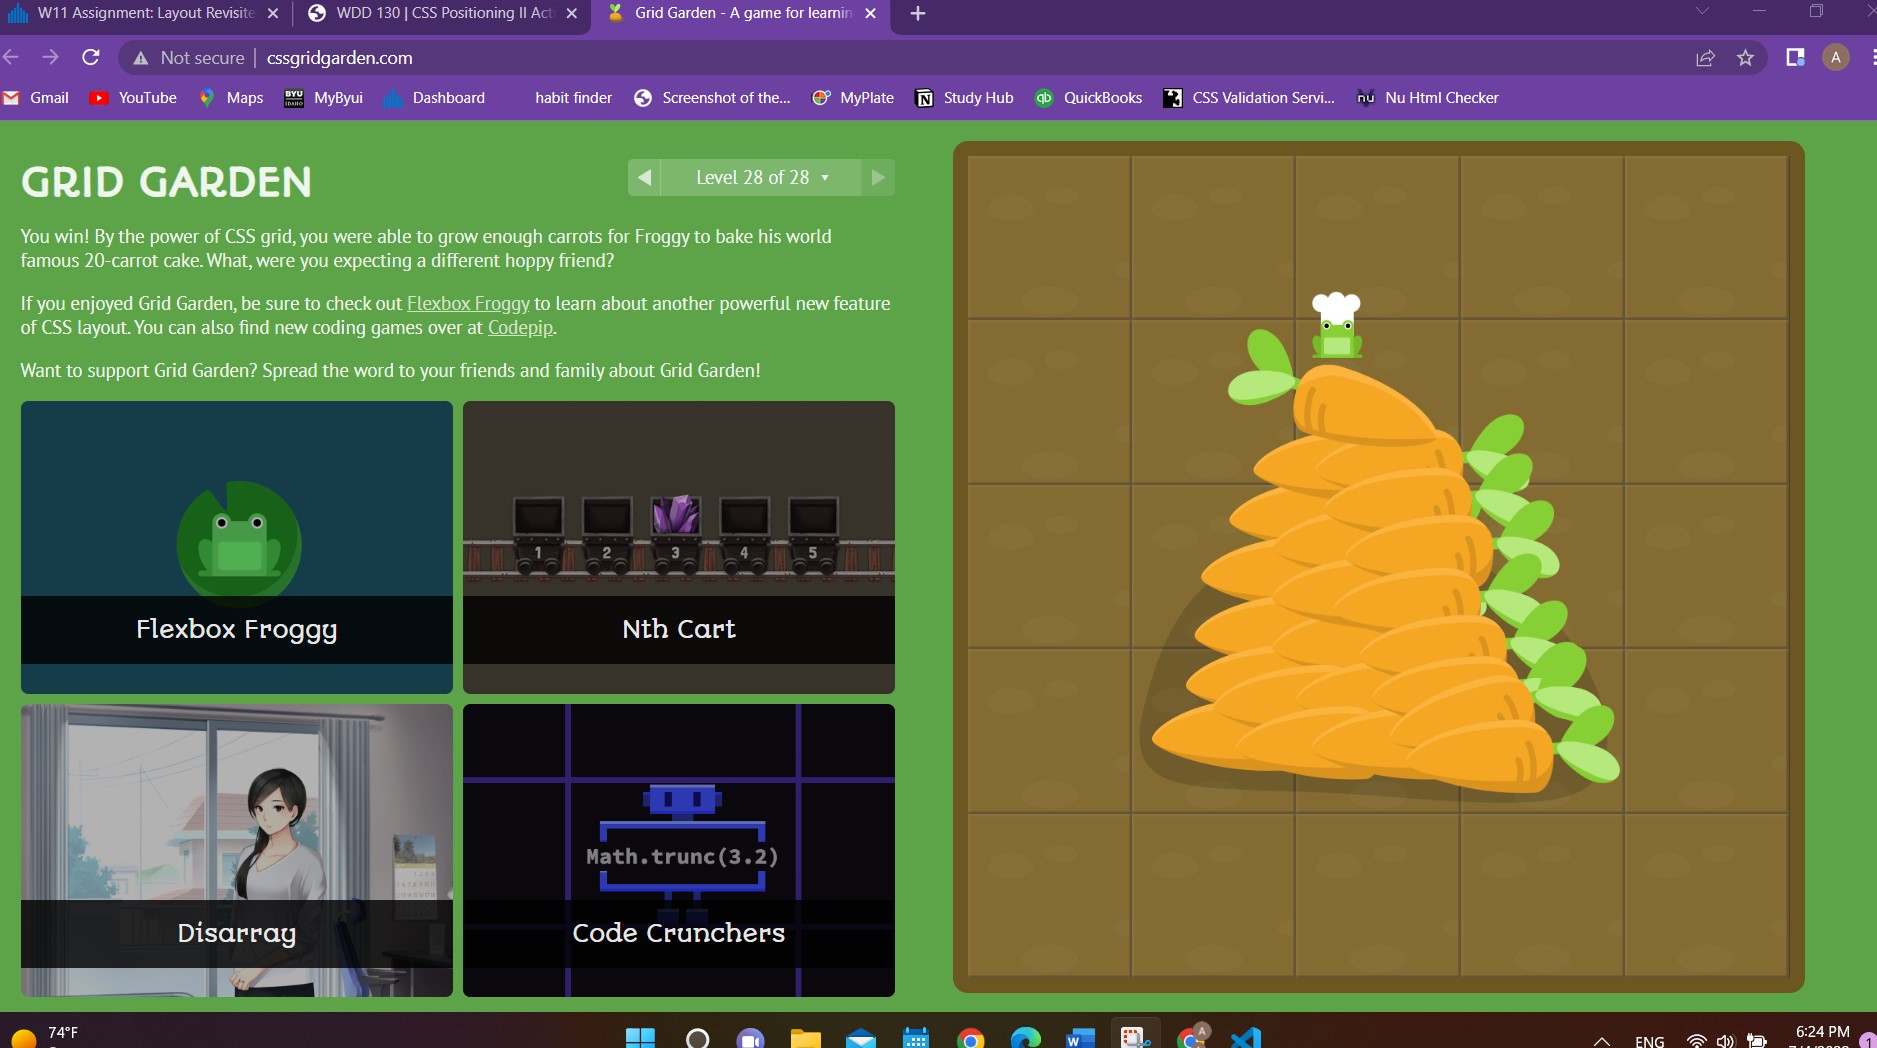 W11 Assignment: Layout Revisite
WDD 130 | CSS Positioning II Acti
Grid Garden - A game for learnin
Not secure | cssgridgarden.com
A
Gmail YouTube Maps MyByui Dashboard habit finder Screenshot of the... MyPlate Study Hub QuickBooks CSS Validation Servi... Nu Html Checker
BYU
IDAHO
N
qb
nu
GRID GARDEN
Level 28 of 28
You win! By the power of CSS grid, you were able to grow enough carrots for Froggy to bake his world
famous 20-carrot cake. What, were you expecting a different hoppy friend?
If you enjoyed Grid Garden, be sure to check out Flexbox Froggy to learn about another powerful new feature
of CSS layout. You can also find new coding games over at Codepip.
Want to support Grid Garden? Spread the word to your friends and family about Grid Garden!
1 2 3 4 5
Flexbox Froggy
Nth Cart
Math.trunc(3.2)
Disarray
Code Crunchers
74°F
W
A
ENG
6:24 PM
1